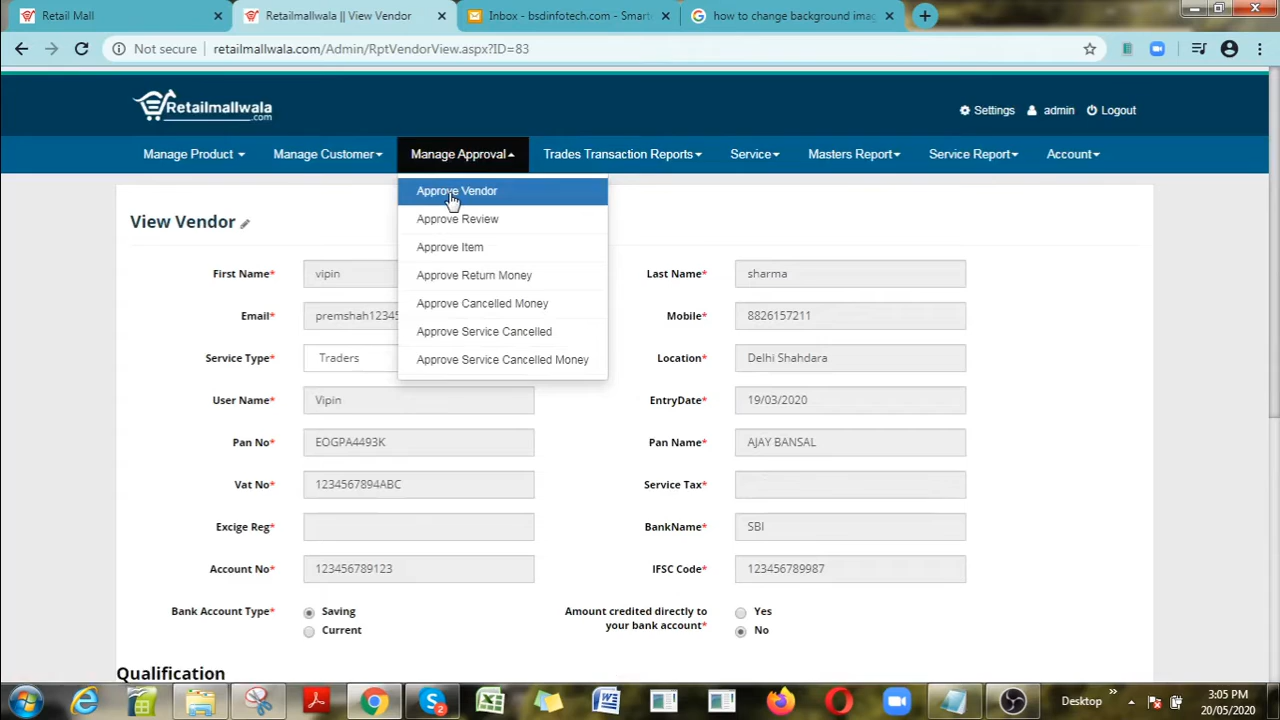 Retail Mall
Retailmallwala || View Vendor
Inbox - bsdinfotech.com - Smart
how to change background imag
Not secure
retailmallwala.com/Admin/RptVendorView.aspx?ID=83
Retailmallwala
.com
Settings
admin
Logout
Manage Product
Manage Customer
Manage Approval
Trades Transaction Reports
Service
Masters Report
Service Report
Account
Approve Vendor
Approve Review
Approve Item
Approve Return Money
Approve Cancelled Money
Approve Service Cancelled
Approve Service Cancelled Money
View Vendor
First Name* vipin
Last Name* sharma
Email* premshah12345
Mobile* 8826157211
Service Type* Traders
Location* Delhi Shahdara
User Name* Vipin
EntryDate* 19/03/2020
Pan No* EOGPA4493K
Pan Name* AJAY BANSAL
Vat No* 1234567894ABC
Service Tax*
Excige Reg*
BankName* SBI
Account No* 123456789123
IFSC Code* 123456789987
Bank Account Type* Saving
Current
Amount credited directly to
your bank account*
Yes
No
Qualification
2
Desktop
3:05 PM
20/05/2020